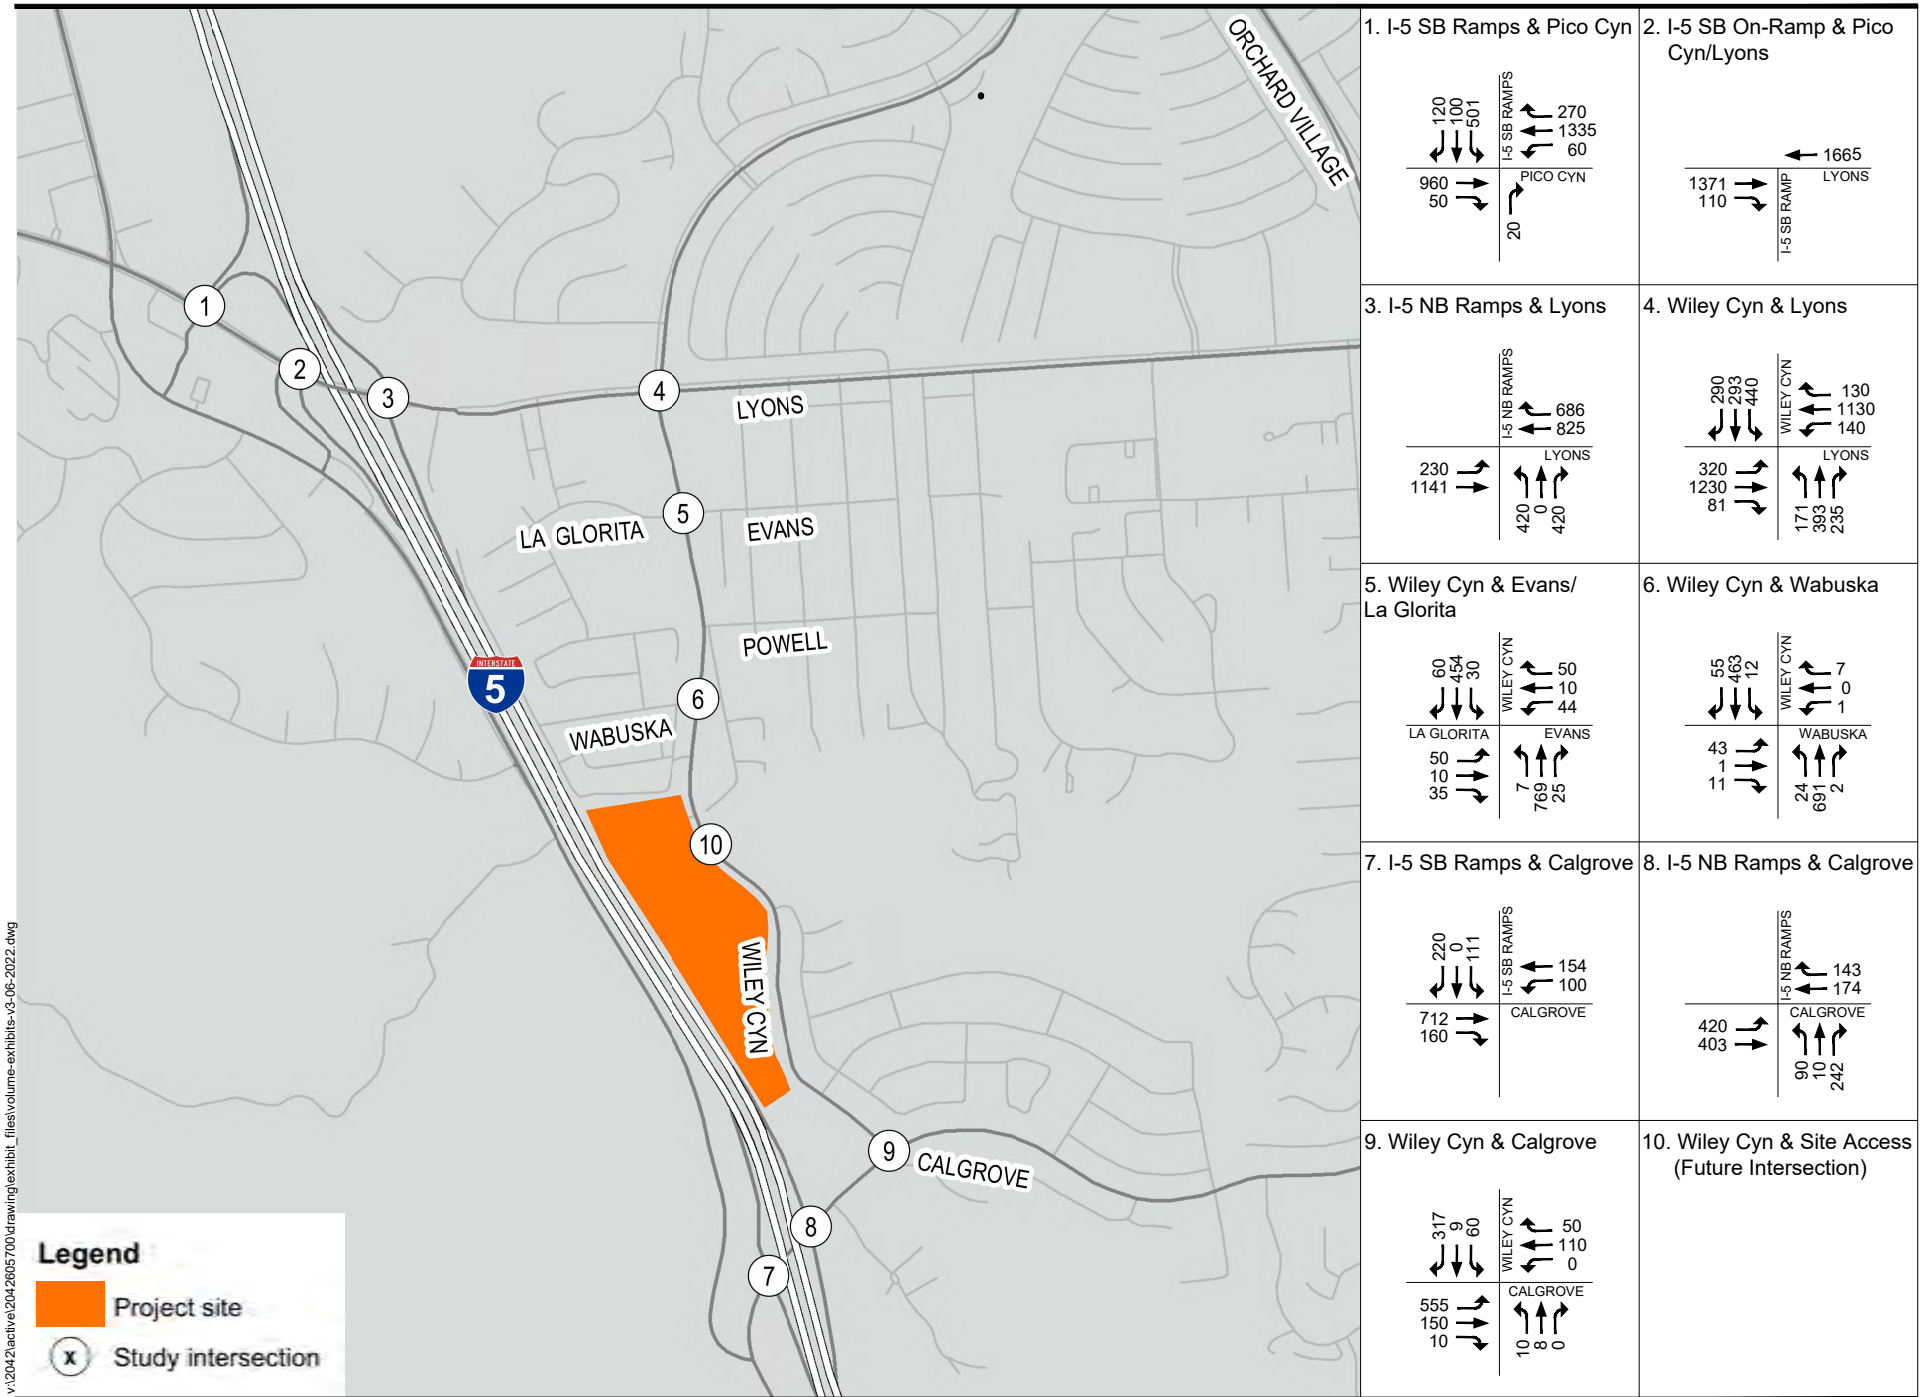 ORCHARD VILLAGE
1
2
3
4
LYONS
5
LA GLORITA
EVANS
POWELL
INTERSTATE
5
6
WABUSKA
10
WILEY CYN
9
CALGROVE
8
7
Legend
Project site
x
Study intersection
v:\2042\active\2042605700\drawing\exhibit_files\volume-exhibits-v3-06-2022.dwg
1. I-5 SB Ramps & Pico Cyn
120
100
501
I-5 SB RAMPS
270
1335
60
960
50
PICO CYN
20
2. I-5 SB On-Ramp & Pico
Cyn/Lyons
1665
1371
110
LYONS
I-5 SB RAMP
3. I-5 NB Ramps & Lyons
I-5 NB RAMPS
686
825
LYONS
230
1141
420
0
420
4. Wiley Cyn & Lyons
290
293
440
WILEY CYN
130
1130
140
LYONS
320
1230
81
171
393
235
5. Wiley Cyn & Evans/
La Glorita
60
454
30
WILEY CYN
50
10
44
LA GLORITA
EVANS
50
10
35
7
769
25
6. Wiley Cyn & Wabuska
55
463
12
WILEY CYN
7
0
1
WABUSKA
43
1
11
24
691
2
7. I-5 SB Ramps & Calgrove
220
0
111
I-5 SB RAMPS
154
100
CALGROVE
712
160
8. I-5 NB Ramps & Calgrove
I-5 NB RAMPS
143
174
CALGROVE
420
403
90
10
242
9. Wiley Cyn & Calgrove
317
9
60
WILEY CYN
50
110
0
CALGROVE
555
150
10
10
8
0
10. Wiley Cyn & Site Access
(Future Intersection)